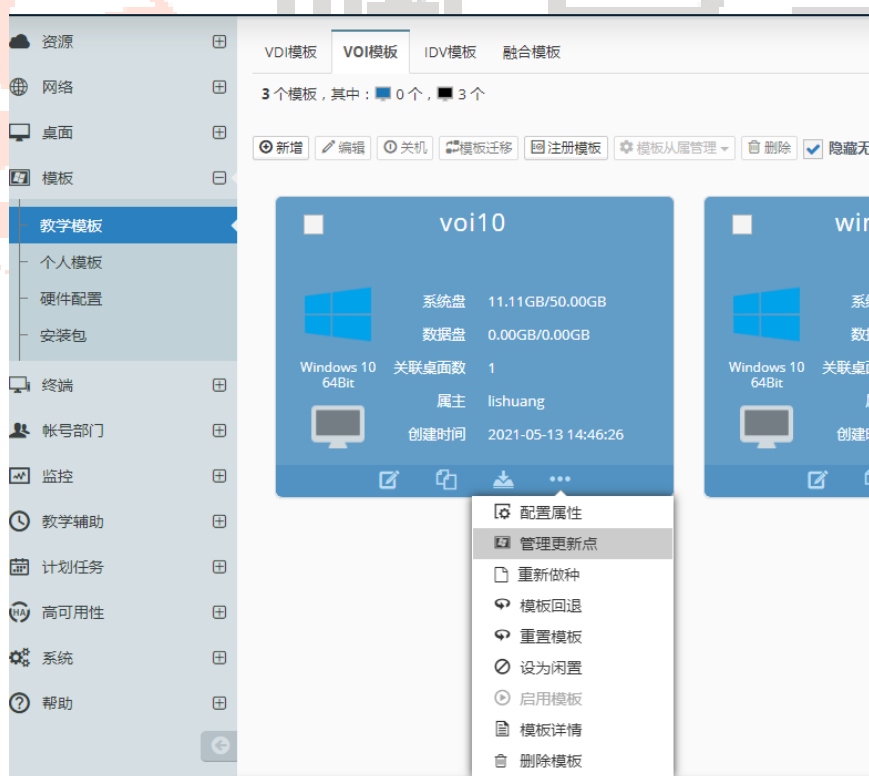 资源
网络
桌面
模板
教学模板
个人模板
硬件配置
安装包
终端
帐号部门
监控
教学辅助
计划任务
高可用性
系统
帮助
VDI模板 VOI模板 IDV模板 融合模板
3 个模板，其中： 0 个， 3 个
新增 编辑 关机 模板迁移 注册模板 模板从属管理 删除 隐藏无
voi10
系统盘 11.11GB/50.00GB
数据盘 0.00GB/0.00GB
Windows 10 64Bit
关联桌面数 1
属主 lishuang
创建时间 2021-05-13 14:46:26
配置属性
管理更新点
重新做种
模板回退
重置模板
设为闲置
启用模板
模板详情
删除模板
Windows 10 64Bit
关联桌面
创建时